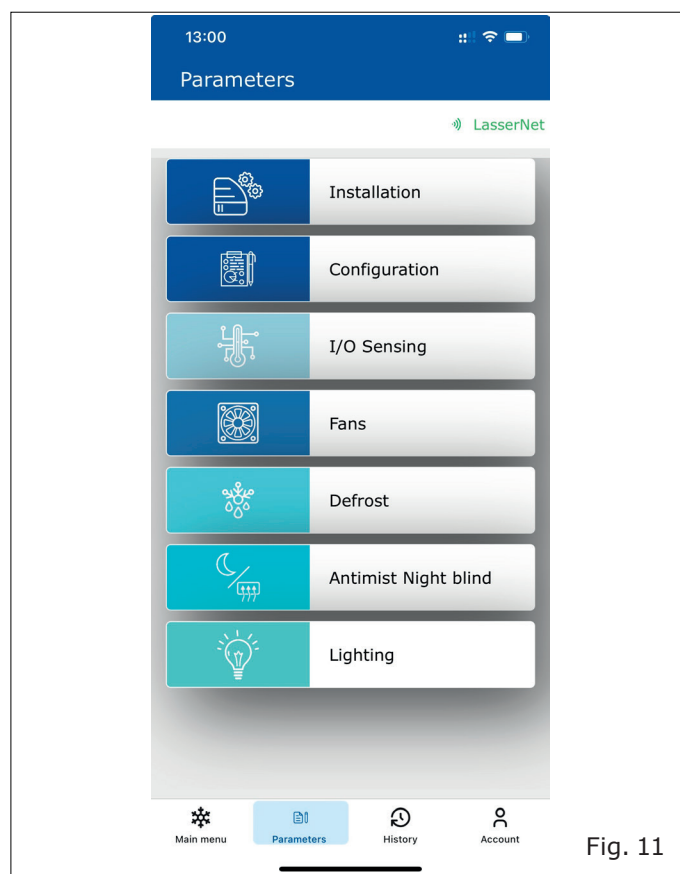 13:00
Parameters
LasserNet
Installation
Configuration
I/O Sensing
Fans
Defrost
Antimist Night blind
Lighting
Main menu Parameters History Account
Fig. 11